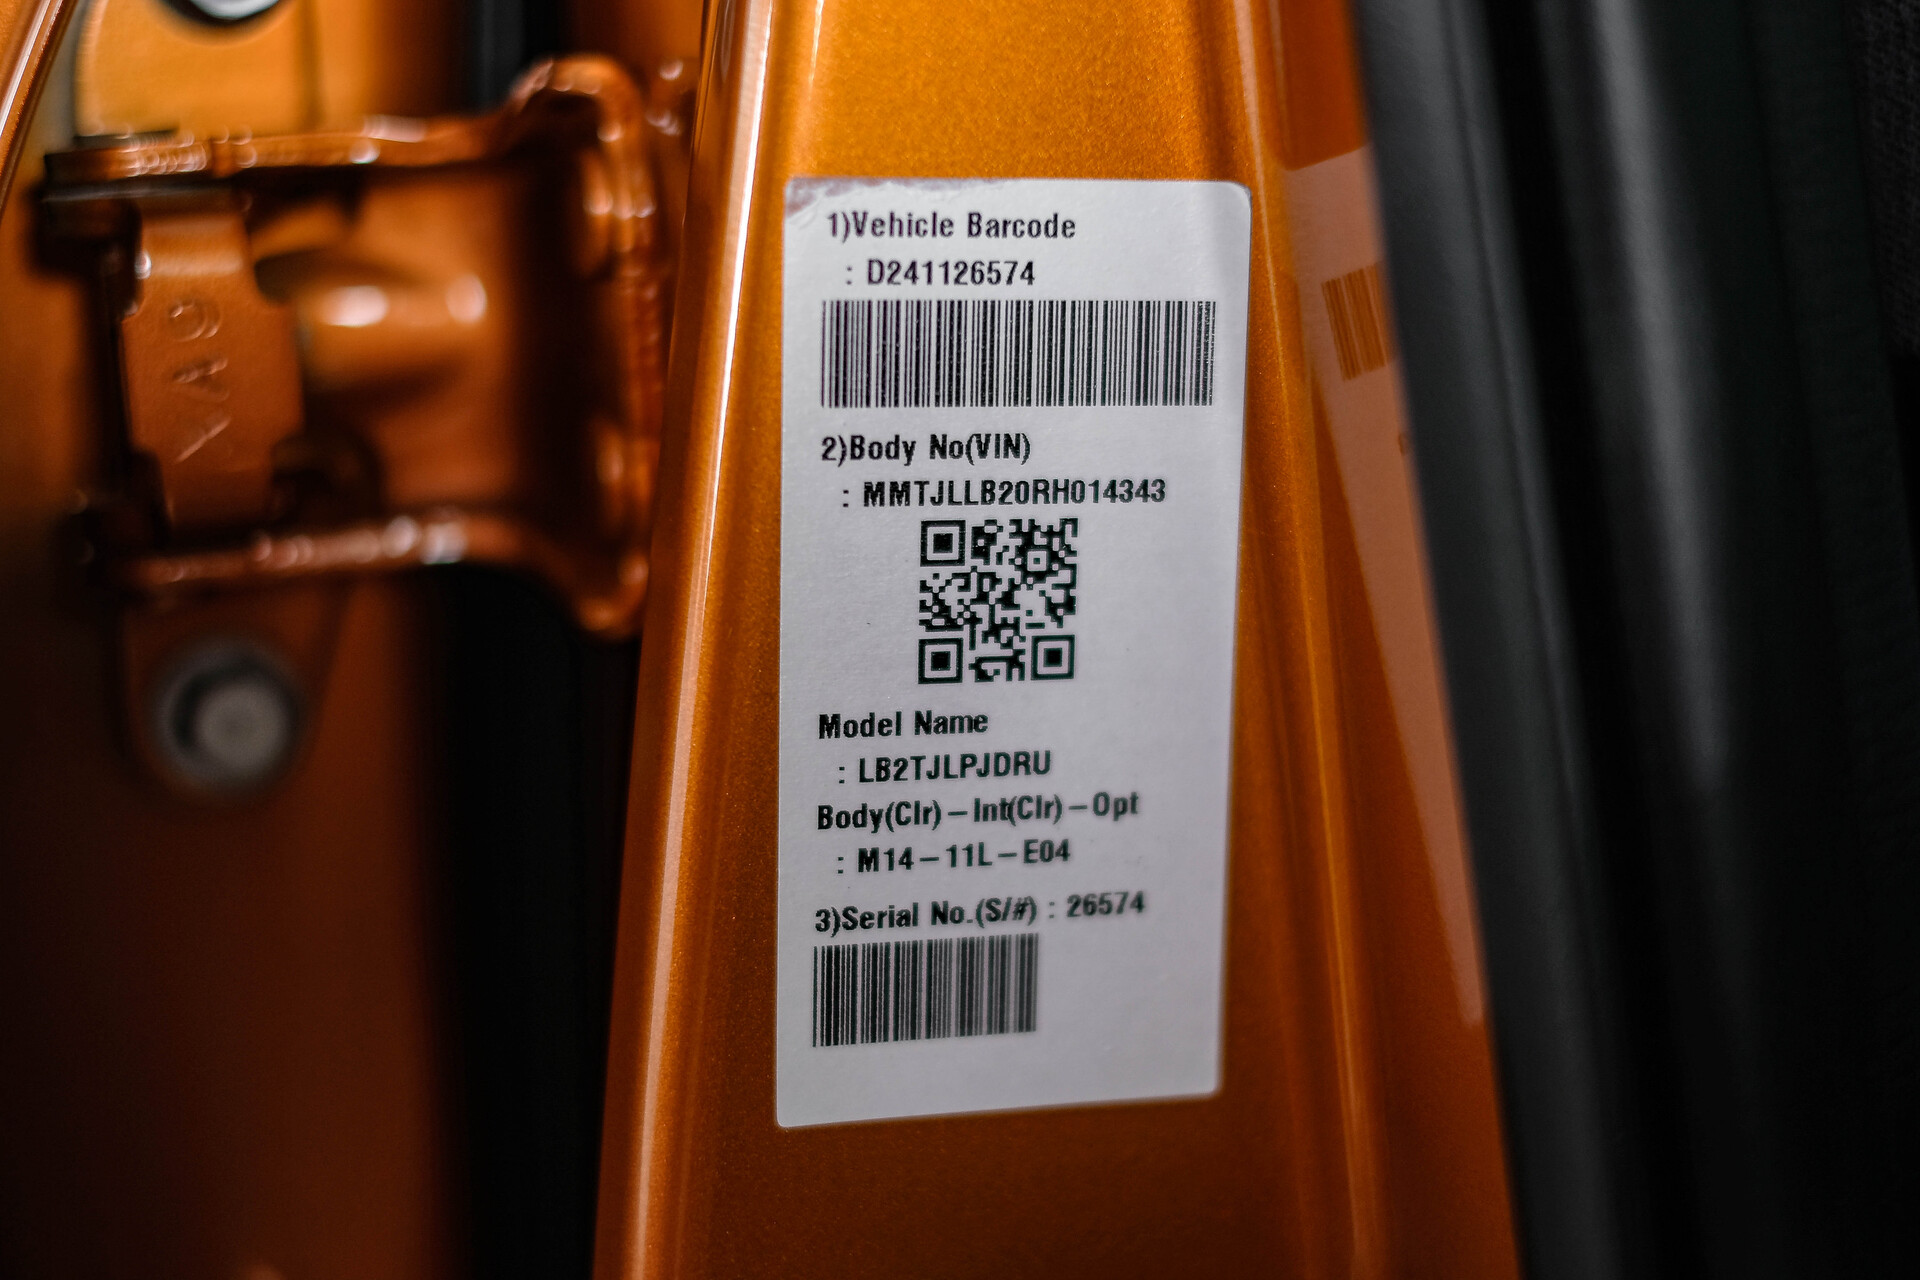 1)Vehicle Barcode
: D241126574
2)Body No(VIN)
: MMTJLLB20RH014343
Model Name
: LB2TJLPJDRU
Body(Clr)–Int(Clr)–Opt
: M14–11L–E04
3)Serial No.(S/#) : 26574